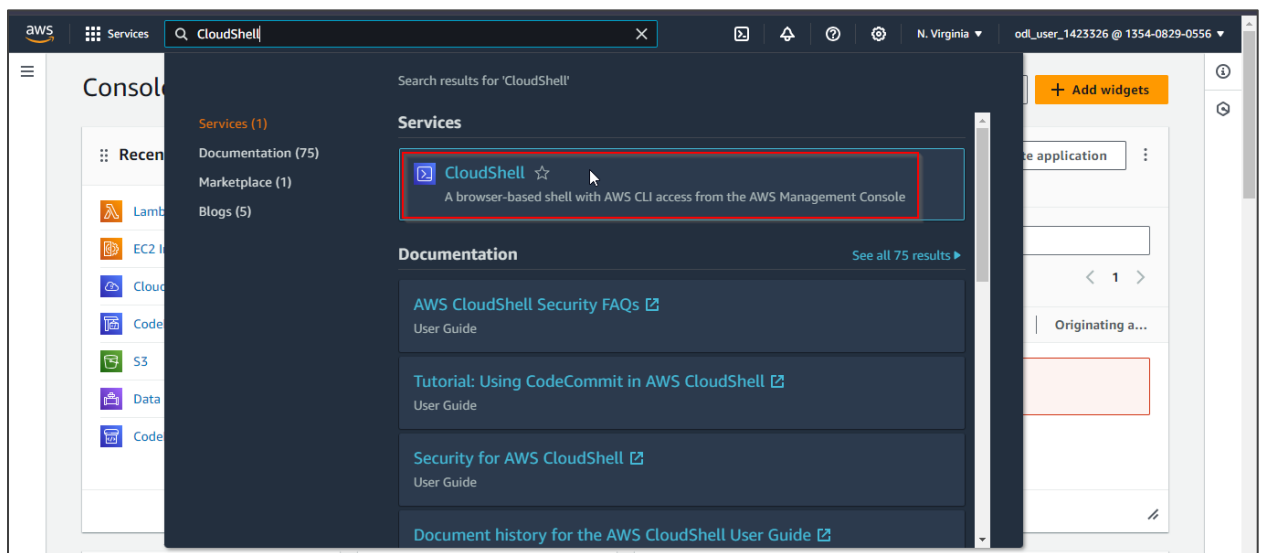 aws
Services
CloudShell
N. Virginia ▼
odl_user_1423326 @ 1354-0829-0556 ▼
Search results for 'CloudShell'
Services (1)
Documentation (75)
Marketplace (1)
Blogs (5)
Services
CloudShell
A browser-based shell with AWS CLI access from the AWS Management Console
Documentation
See all 75 results ▶
AWS CloudShell Security FAQs
User Guide
Tutorial: Using CodeCommit in AWS CloudShell
User Guide
Security for AWS CloudShell
User Guide
Document history for the AWS CloudShell User Guide
Consol
+ Add widgets
Recen
te application
Lamb
EC2 I
Clou
Code
S3
Data
Code
< 1 >
Originating a...